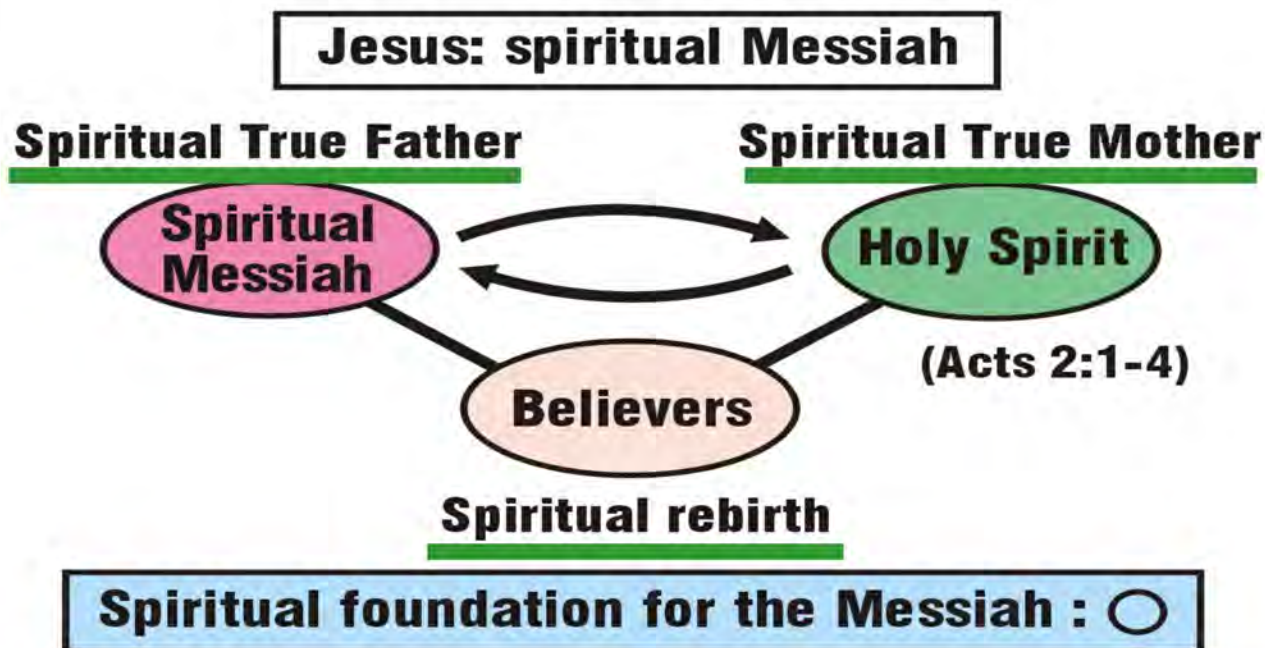 Jesus: spiritual Messiah
Spiritual True Father
Spiritual True Mother
Spiritual
Messiah
Holy Spirit
(Acts 2:1-4)
Believers
Spiritual rebirth
Spiritual foundation for the Messiah : ○